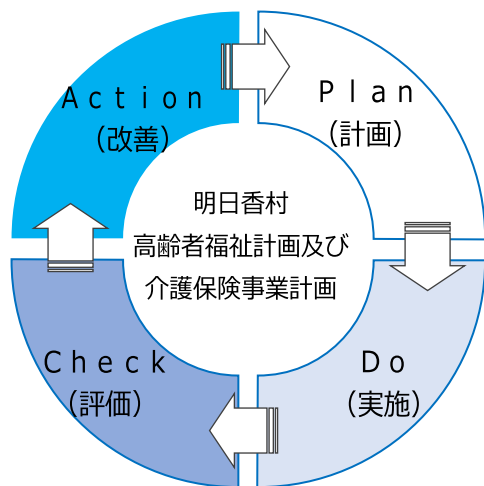 Ａｃｔｉｏｎ
（改善）
Ｐｌａｎ
（計画）
明日香村
高齢者福祉計画及び
介護保険事業計画
Ｃｈｅｃｋ
（評価）
Ｄｏ
（実施）